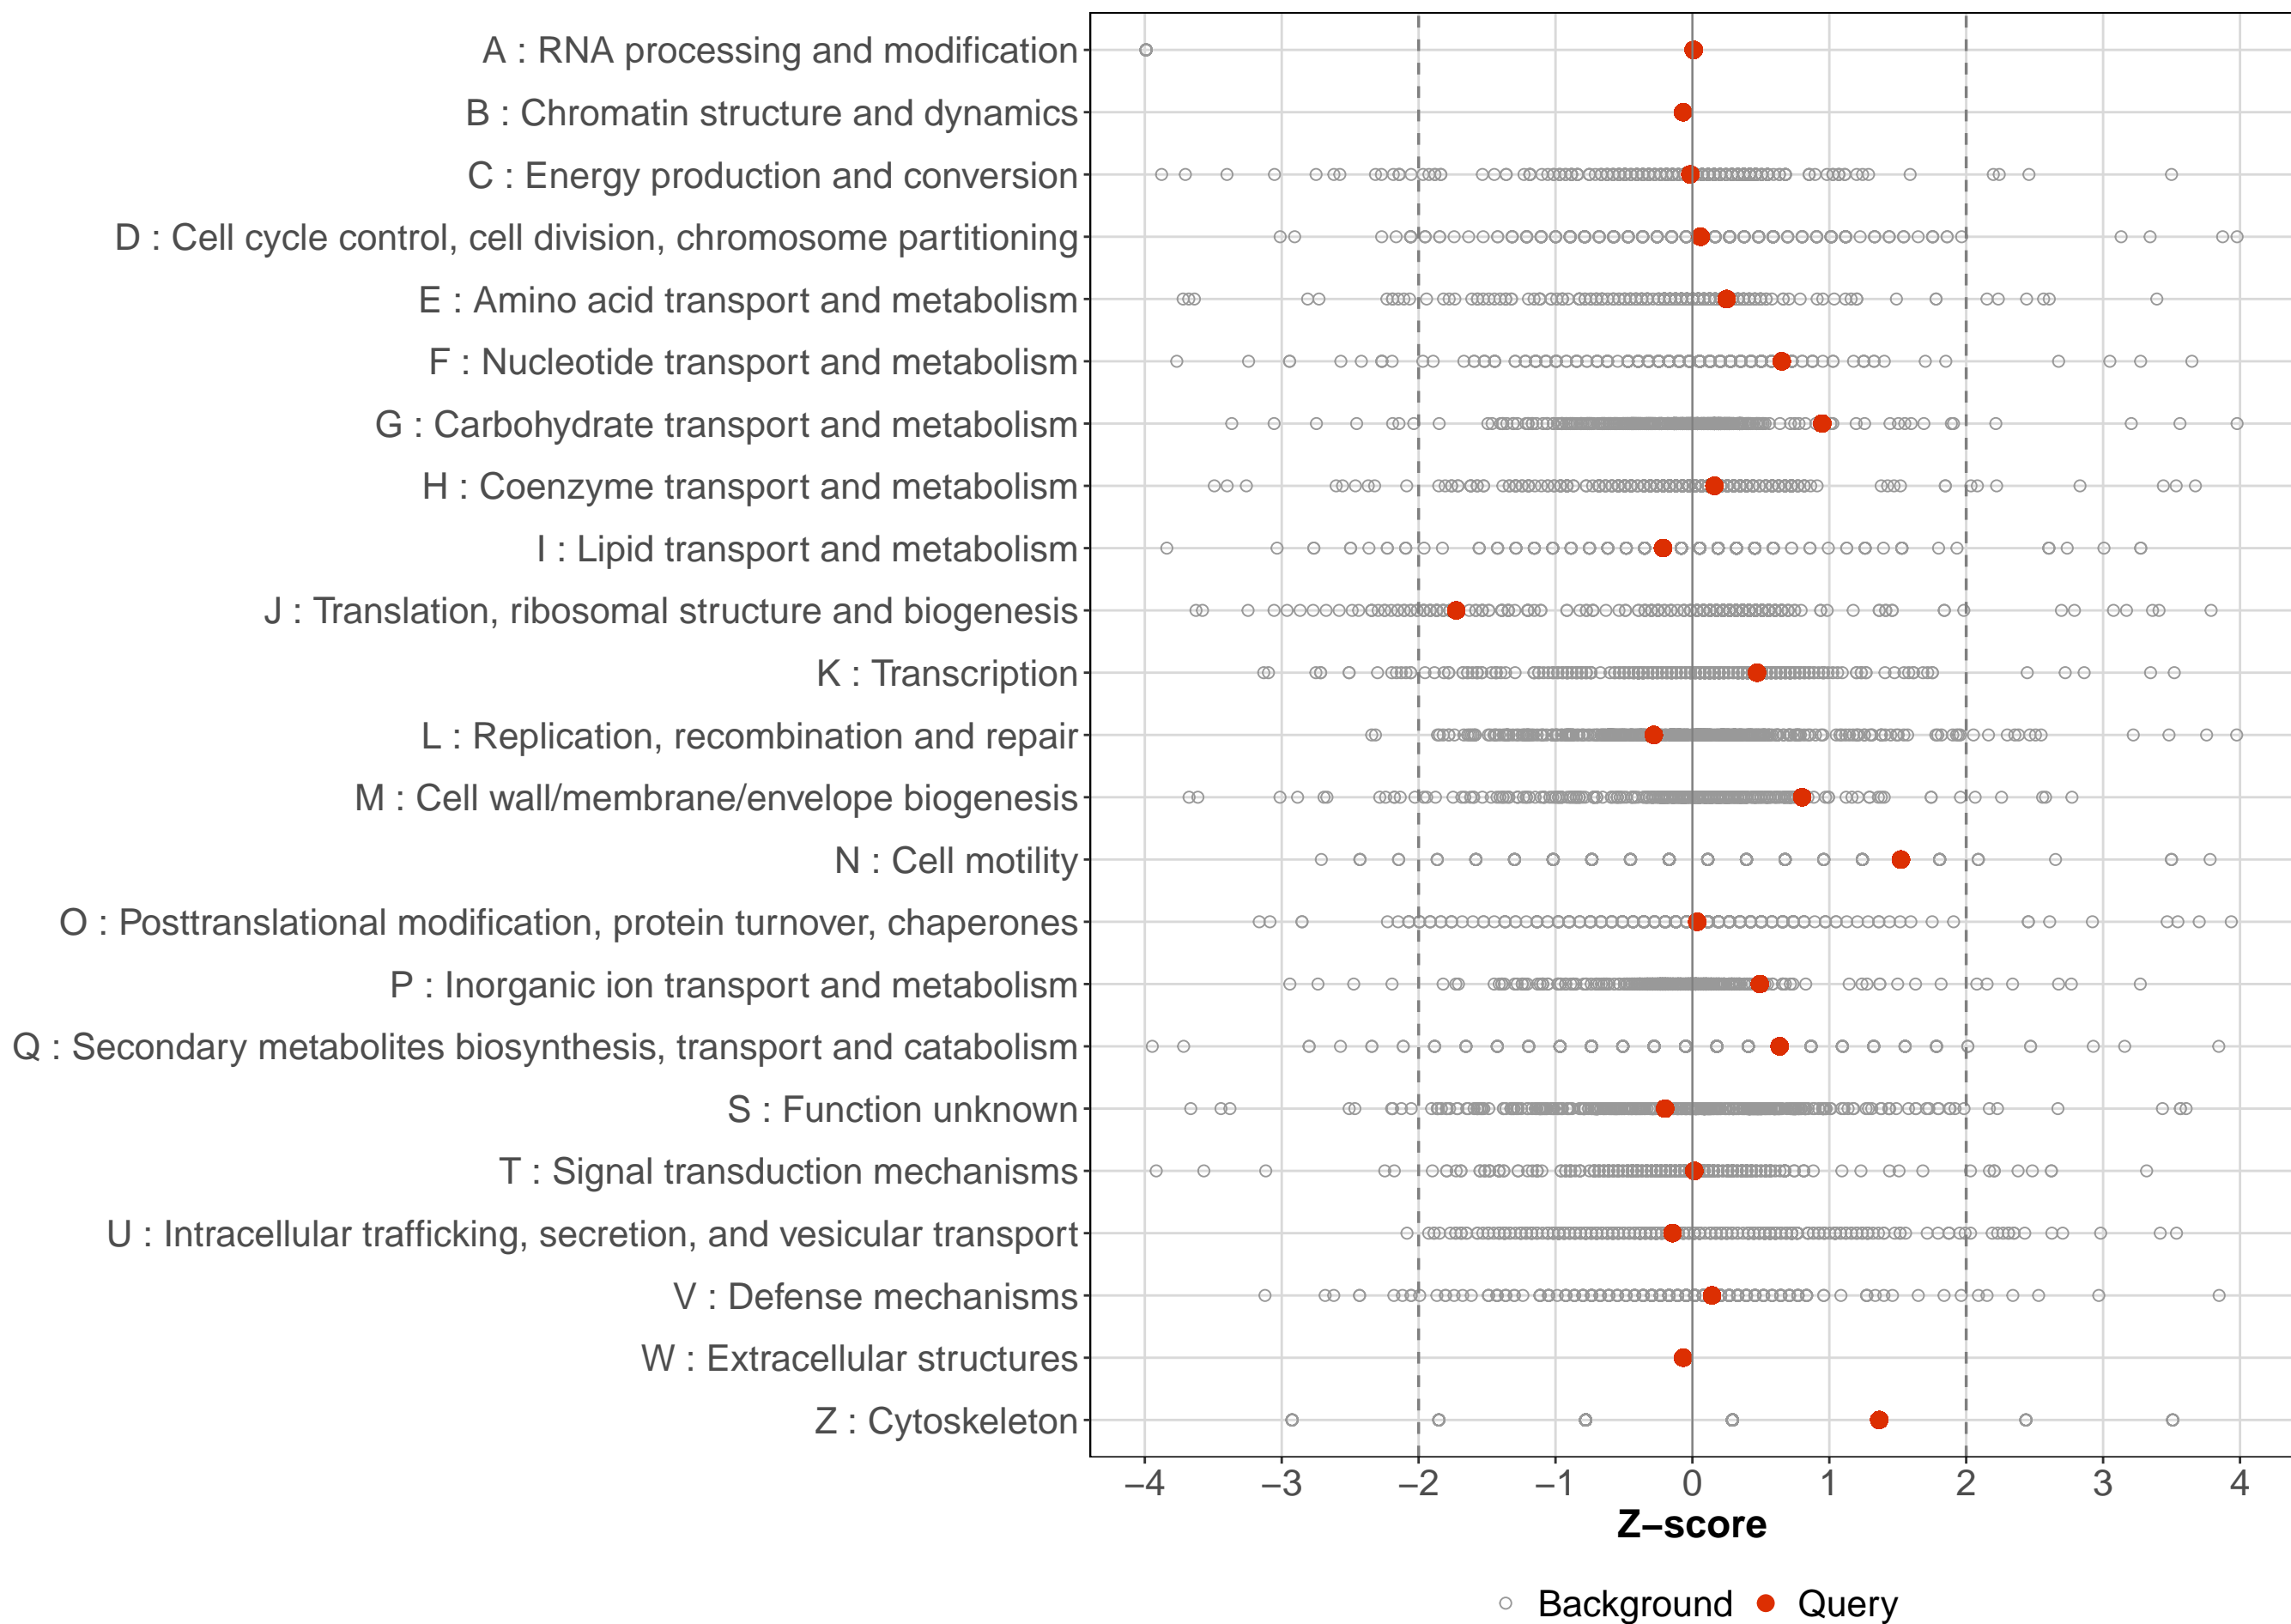 A : RNA processing and modification
B : Chromatin structure and dynamics
C : Energy production and conversion
D : Cell cycle control, cell division, chromosome partitioning
E : Amino acid transport and metabolism
F : Nucleotide transport and metabolism
G : Carbohydrate transport and metabolism
H : Coenzyme transport and metabolism
I : Lipid transport and metabolism
J : Translation, ribosomal structure and biogenesis
K : Transcription
L : Replication, recombination and repair
M : Cell wall/membrane/envelope biogenesis
N : Cell motility
O : Posttranslational modification, protein turnover, chaperones
P : Inorganic ion transport and metabolism
Q : Secondary metabolites biosynthesis, transport and catabolism
S : Function unknown
T : Signal transduction mechanisms
U : Intracellular trafficking, secretion, and vesicular transport
V : Defense mechanisms
W : Extracellular structures
Z : Cytoskeleton
−4 −3 −2 −1 0 1 2 3 4
Z−score
Background Query